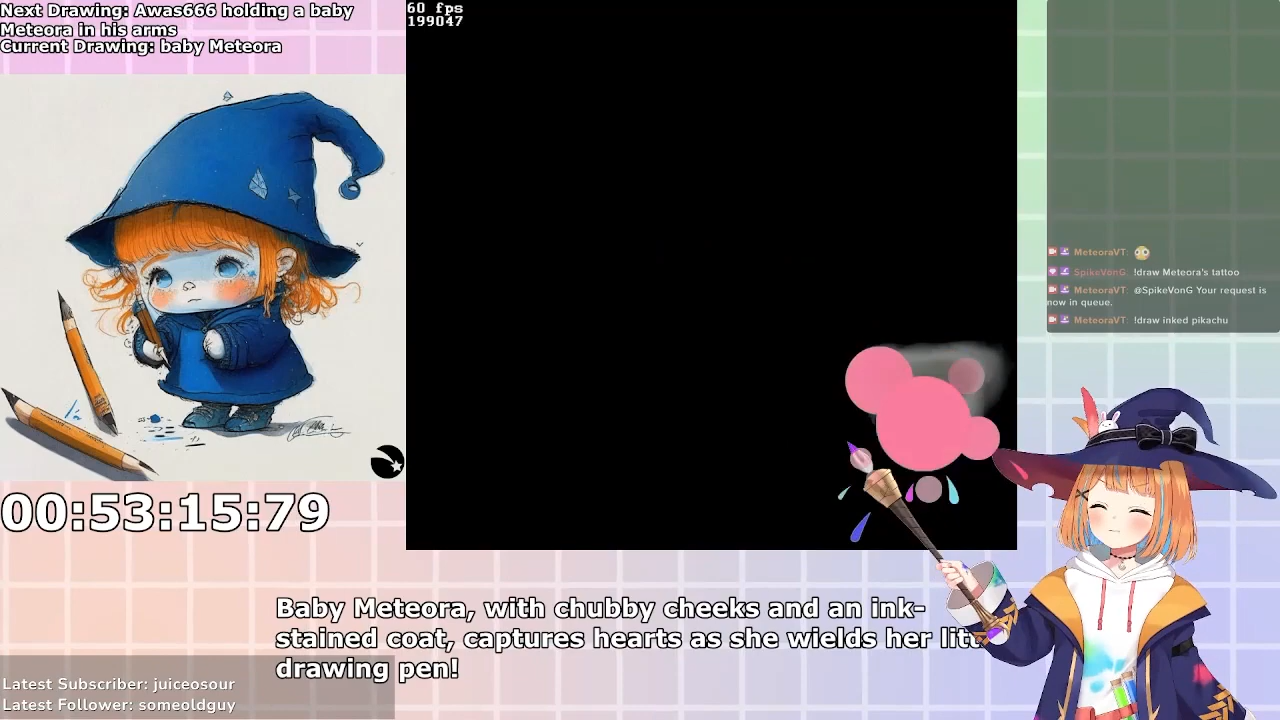 Next Drawing: Awas666 holding a baby
Meteora in his arms
Current Drawing: baby Meteora
60 fps
199047
MeteoraVT:
SpikeVonG: !draw Meteora's tattoo
MeteoraVT: @SpikeVonG Your request is
now in queue.
MeteoraVT: !draw inked pikachu
00:53:15:79
Baby Meteora, with chubby cheeks and an ink-
stained coat, captures hearts as she wields her
drawing pen!
Latest Subscriber: juiceosour
Latest Follower: someoldguy